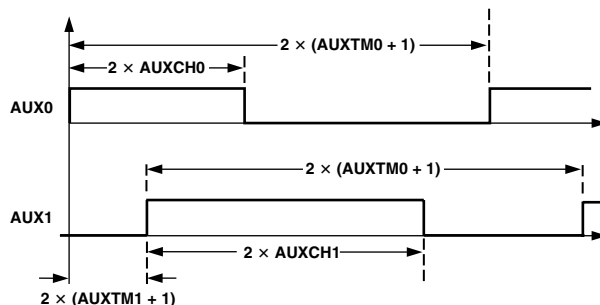 2 × (AUXTM0 + 1)
2 × AUXCH0
AUX0
2 × (AUXTM0 + 1)
AUX1
2 × AUXCH1
2 × (AUXTM1 + 1)